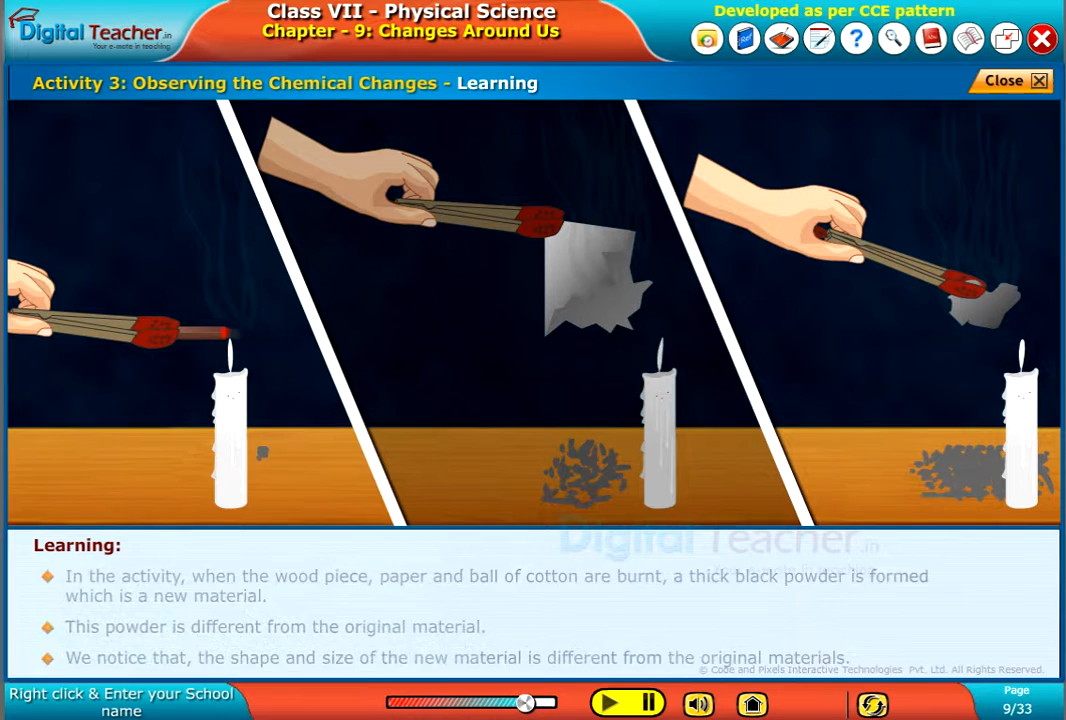 Digital Teacher.in
Your e-mate in teaching
Class VII - Physical Science
Chapter - 9: Changes Around Us
Developed as per CCE pattern
Activity 3: Observing the Chemical Changes - Learning
Close
Learning:
In the activity, when the wood piece, paper and ball of cotton are burnt, a thick black powder is formed
which is a new material.
This powder is different from the original material.
We notice that, the shape and size of the new material is different from the original materials.
Digital Teacher.in
© Code and Pixels Interactive Technologies Pvt. Ltd. All Rights Reserved.
Right click & Enter your School
name
Page
9/33